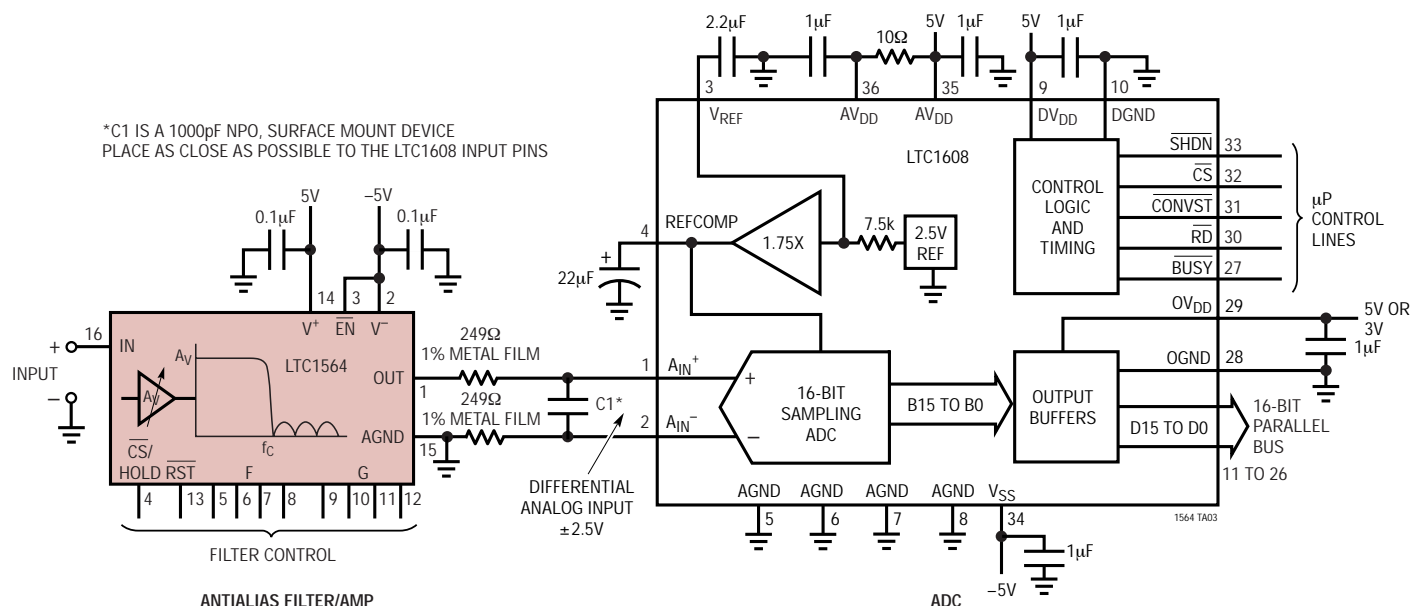 *C1 IS A 1000pF NPO, SURFACE MOUNT DEVICE
PLACE AS CLOSE AS POSSIBLE TO THE LTC1608 INPUT PINS
5V
–5V
0.1µF
0.1µF
14
3
2
V+
EN
V–
16
IN
+
INPUT
–
AV
LTC1564
AV
fC
OUT
1
AGND
15
CS/
HOLD
RST
F
G
4
13
5
6
7
8
9
10
11
12
FILTER CONTROL
ANTIALIAS FILTER/AMP
249Ω
1% METAL FILM
249Ω
1% METAL FILM
C1*
DIFFERENTIAL
ANALOG INPUT
±2.5V
2.2µF
1µF
10Ω
5V
1µF
5V
1µF
3
36
35
9
10
VREF
AVDD
AVDD
DVDD
DGND
LTC1608
4
REFCOMP
+
22µF
1.75X
7.5k
2.5V
REF
CONTROL
LOGIC
AND
TIMING
SHDN
33
CS
32
CONVST
31
RD
30
BUSY
27
µP
CONTROL
LINES
OVDD
29
5V OR
3V
1µF
OGND
28
1
AIN+
2
AIN–
+
–
16-BIT
SAMPLING
ADC
B15 TO B0
OUTPUT
BUFFERS
D15 TO D0
16-BIT
PARALLEL
BUS
11 TO 26
AGND
AGND
AGND
AGND
VSS
5
6
7
8
34
1µF
–5V
1564 TA03
ADC